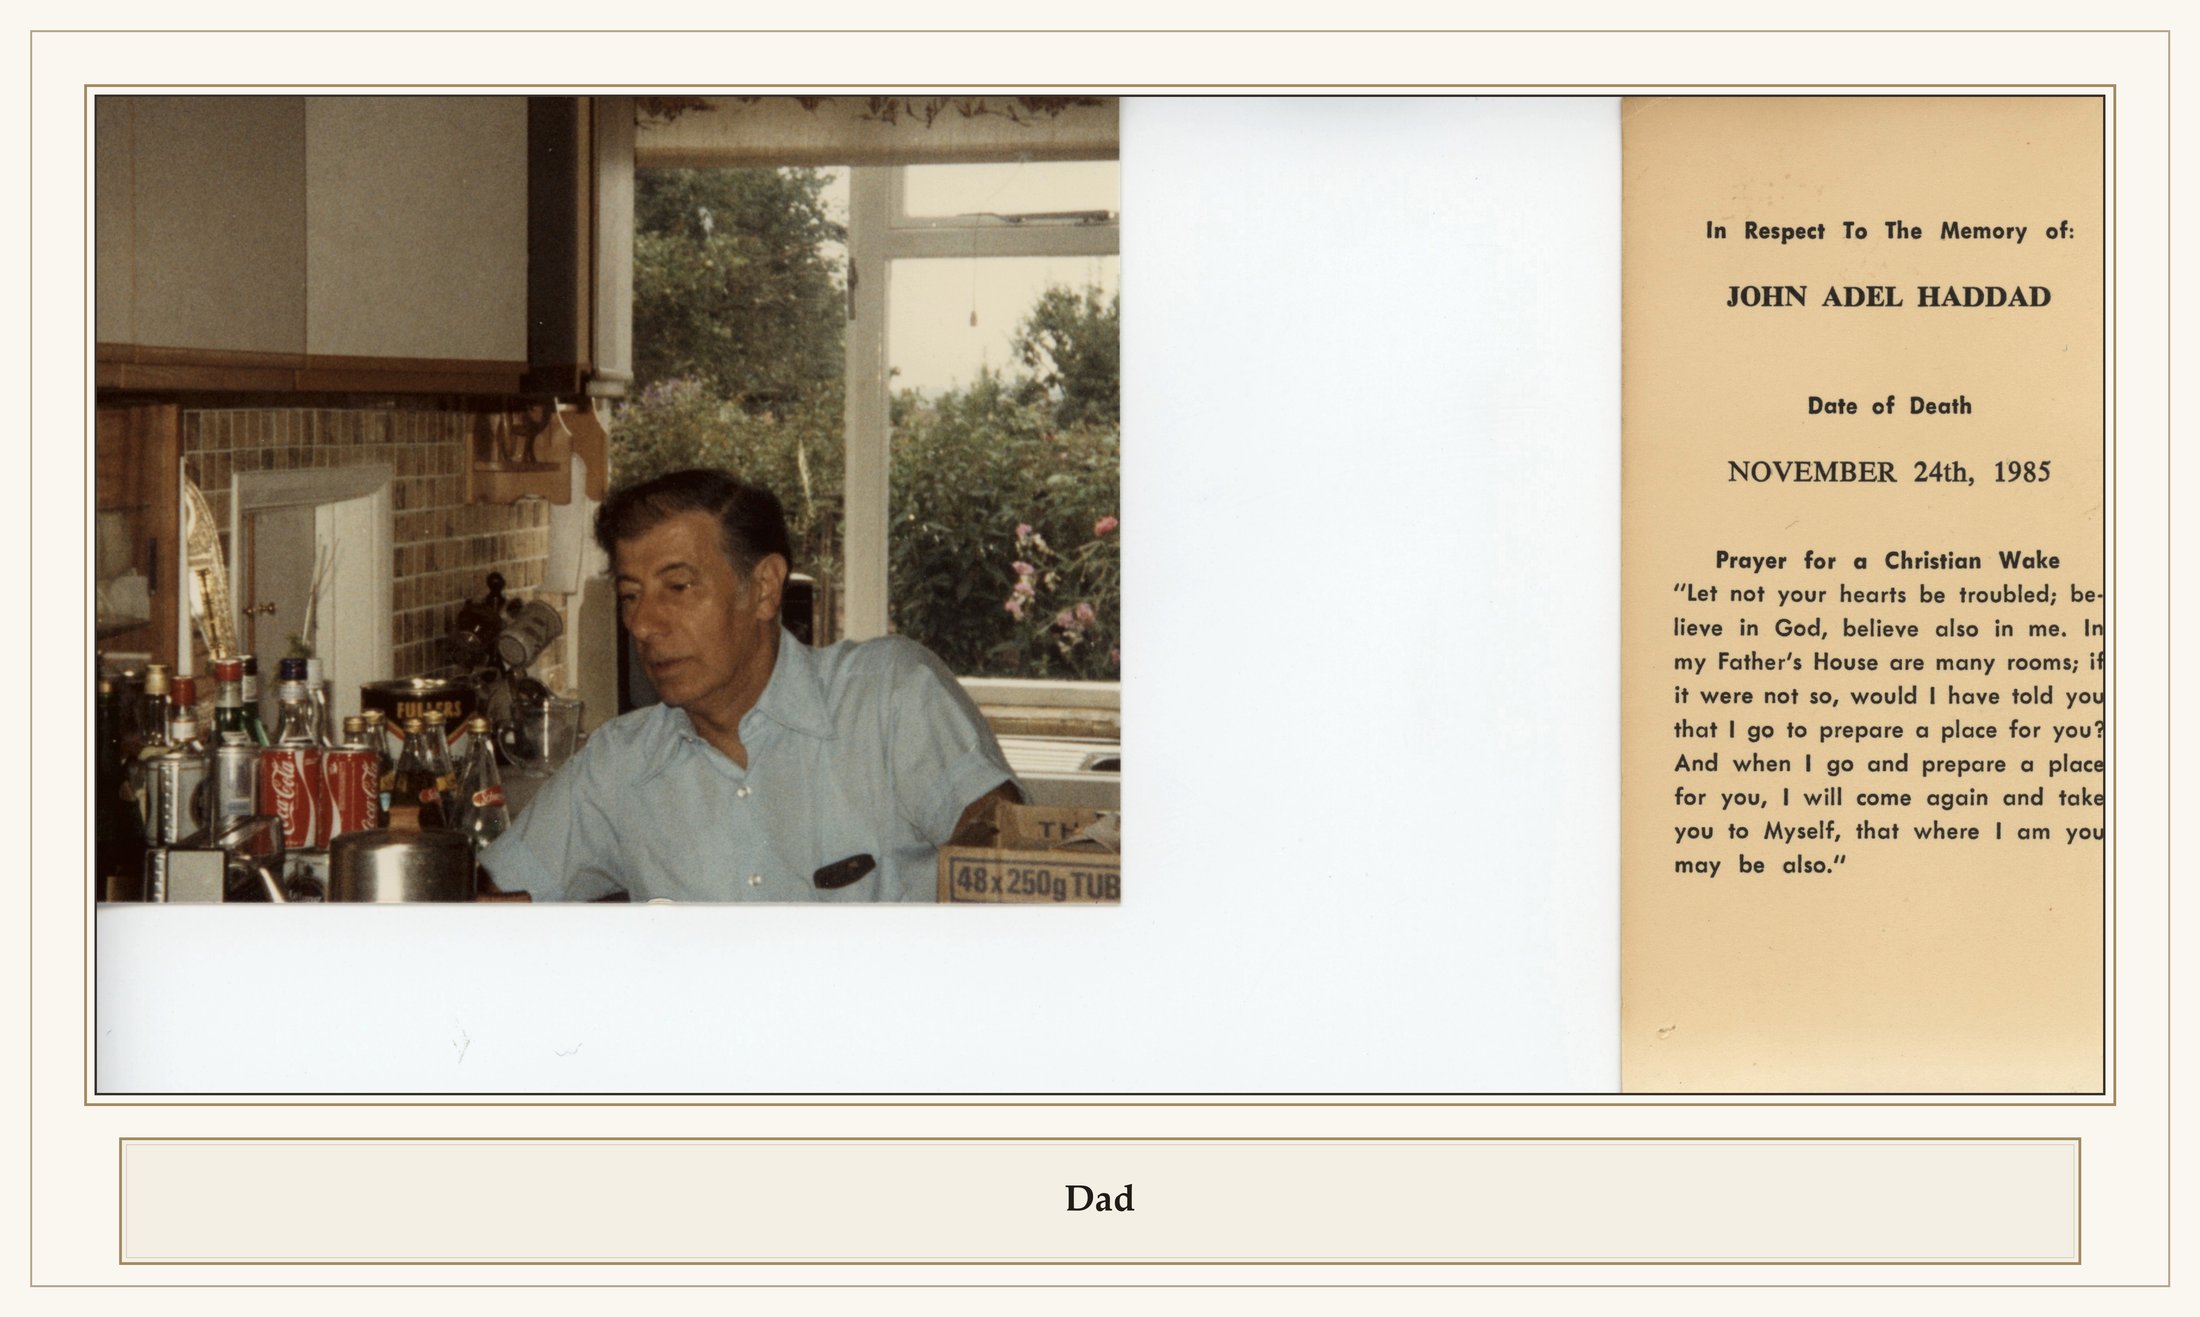 FULLERS
Coca-Cola
Coca-Cola
TH
48x250g TUB
In Respect To The Memory of:
JOHN ADEL HADDAD
Date of Death
NOVEMBER 24th, 1985
Prayer for a Christian Wake
“Let not your hearts be troubled; be-
lieve in God, believe also in me. In
my Father’s House are many rooms; if
it were not so, would I have told you
that I go to prepare a place for you?
And when I go and prepare a place
for you, I will come again and take
you to Myself, that where I am you
may be also.”
Dad